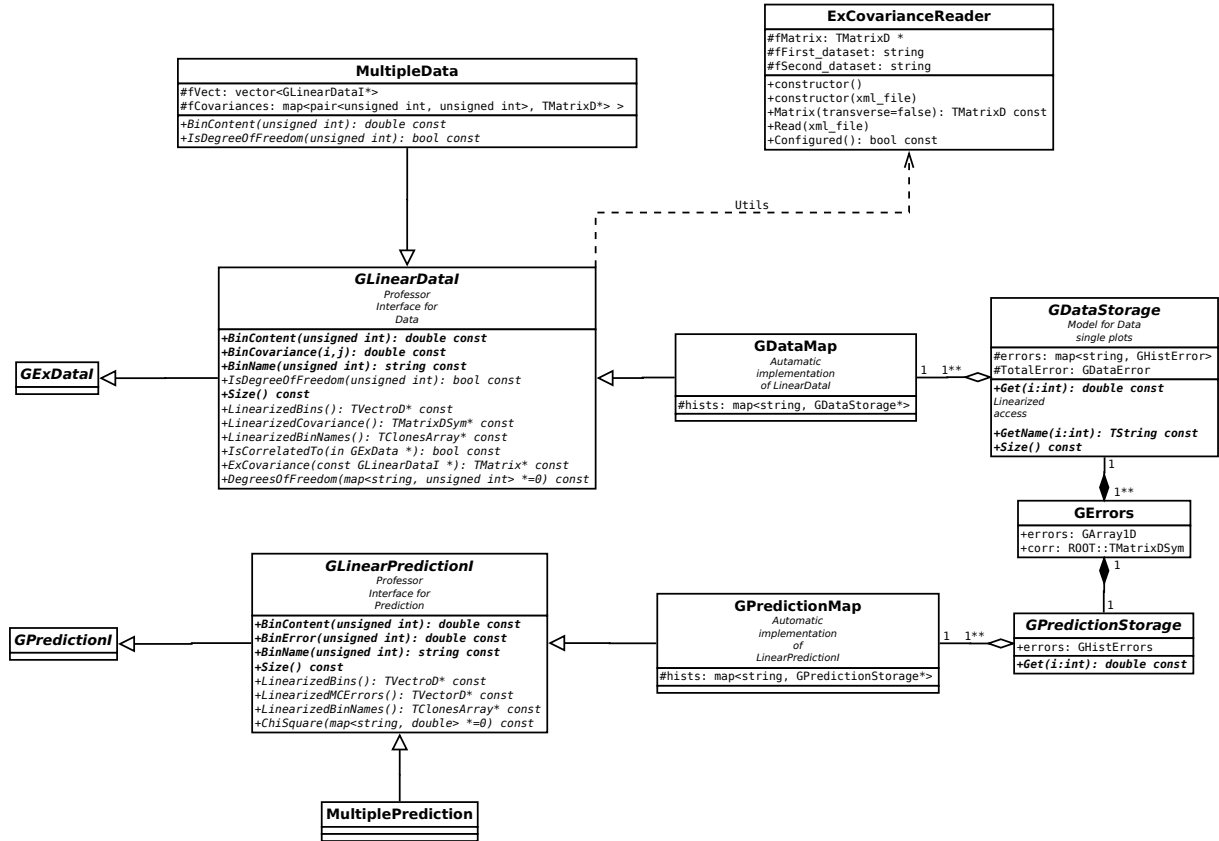 ExCovarianceReader
#fMatrix: TMatrixD *
#fFirst_dataset: string
#fSecond_dataset: string
+constructor()
+constructor(xml_file)
+Matrix(transverse=false): TMatrixD const
+Read(xml_file)
+Configured(): bool const
MultipleData
#fVect: vector<GLinearDataI*>
#fCovariances: map<pair<unsigned int, unsigned int>, TMatrixD*> >
+BinContent(unsigned int): double const
+IsDegreeOfFreedom(unsigned int): bool const
Utils
GLinearDataI
Professor
Interface for
Data
+BinContent(unsigned int): double const
+BinCovariance(i,j): double const
+BinName(unsigned int): string const
+IsDegreeOfFreedom(unsigned int): bool const
+Size() const
+LinearizedBins(): TVectroD* const
+LinearizedCovariance(): TMatrixDSym* const
+LinearizedBinNames(): TClonesArray* const
+IsCorrelatedTo(in GExData *): bool const
+ExCovariance(const GLinearDataI *): TMatrix* const
+DegreesOfFreedom(map<string, unsigned int> *=0) const
GExDataI
GDataMap
Autamatic
implementation
of LinearDataI
#hists: map<string, GDataStorage*>
1 1**
GDataStorage
Model for Data
single plots
#errors: map<string, GHistError>
#TotalError: GDataError
+Get(i:int): double const
Linearized
access
+GetName(i:int): TString const
+Size() const
1
1**
GErrors
+errors: GArray1D
+corr: ROOT::TMatrixDSym
1
1
GPredictionStorage
+errors: GHistErrors
+Get(i:int): double const
GLinearPredictionI
Professor
Interface for
Prediction
+BinContent(unsigned int): double const
+BinError(unsigned int): double const
+BinName(unsigned int): string const
+Size() const
+LinearizedBins(): TVectroD* const
+LinearizedMCErrors(): TVectorD* const
+LinearizedBinNames(): TClonesArray* const
+ChiSquare(map<string, double> *=0) const
GPredictionI
GPredictionMap
Automatic
implementation
of
LinearPredictionI
#hists: map<string, GPredictionStorage*>
1 1**
MultiplePrediction